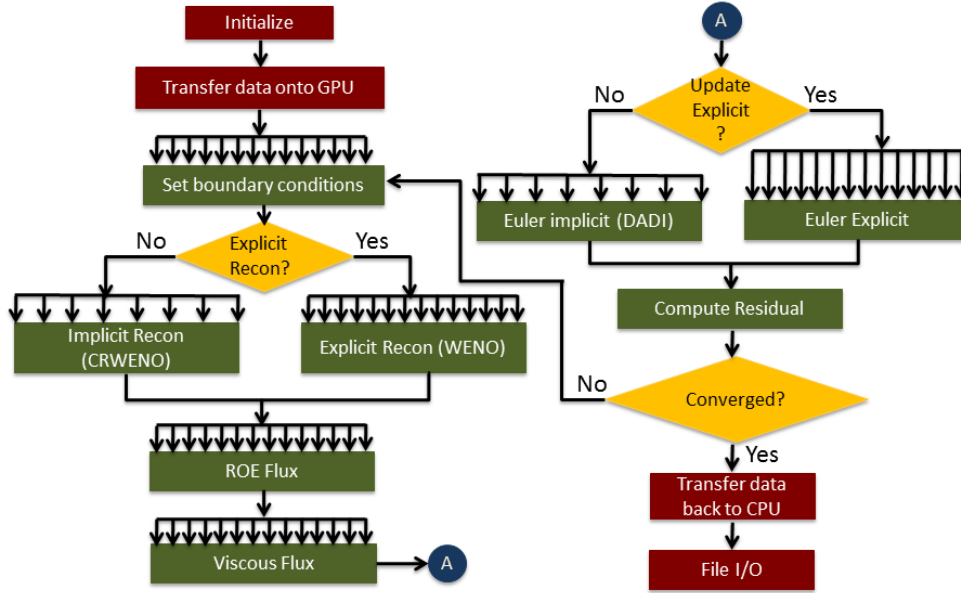 Initialize
Transfer data onto GPU
Set boundary conditions
No
Explicit
Recon?
Yes
Implicit Recon
(CRWENO)
Explicit Recon (WENO)
ROE Flux
Viscous Flux
A
A
No
Update
Explicit
?
Yes
Euler implicit (DADI)
Euler Explicit
Compute Residual
No
Converged?
Yes
Transfer data
back to CPU
File I/O